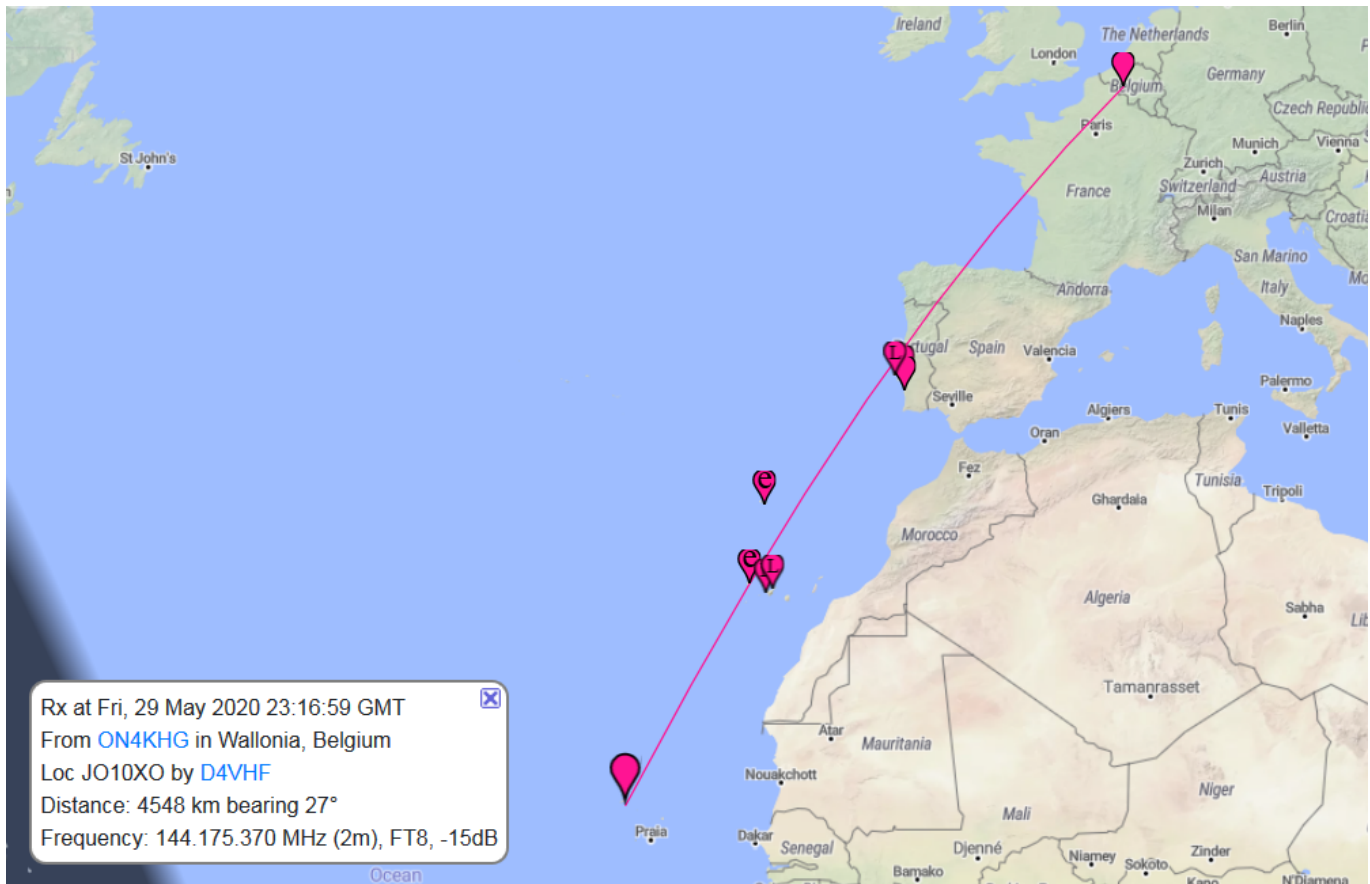 Ireland
Berlin
The Netherlands
London
Germany
Belgium
Czech Republic
Paris
Munich
Vienna
St John's
Zurich
Austria
France
Switzerland
Milan
Croatia
San Marino
Andorra
Italy
Naples
L
rtugal
Spain
Valencia
Palermo
Seville
Algiers
Tunis
Valletta
Oran
Fez
e
Tunisia
Tripoli
Ghardaia
Morocco
e
L
Algeria
Sabha
Lib
Tamanrasset
Rx at Fri, 29 May 2020 23:16:59 GMT
From ON4KHG in Wallonia, Belgium
Loc JO10XO by D4VHF
Distance: 4548 km bearing 27°
Frequency: 144.175.370 MHz (2m), FT8, -15dB
Atar
Mauritania
Nouakchott
Niger
Mali
Praia
Dakar
Senegal
Djenné
Niamey
Sokoto
Zinder
Bamako
Kano
N'Djamena
Ocean